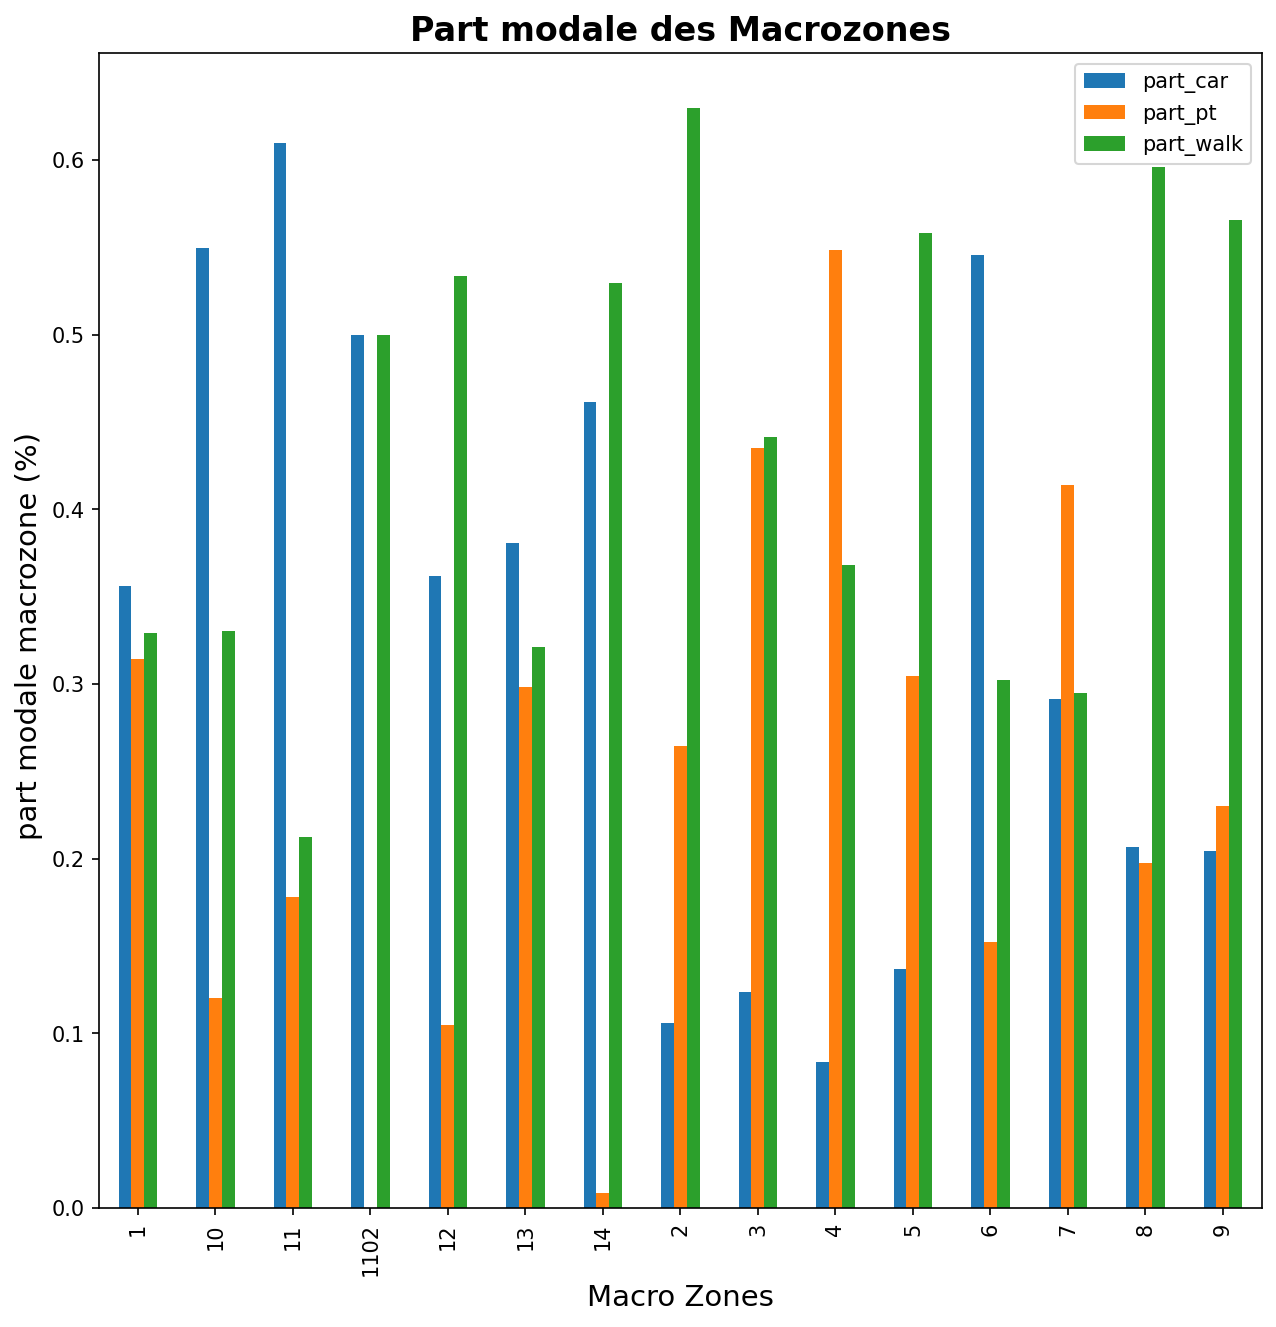 Part modale des Macrozones
part_car
part_pt
part_walk
part modale macrozone (%)
0.6
0.5
0.4
0.3
0.2
0.1
0.0
1 10 11 1102 12 13 14 2 3 4 5 6 7 8 9
Macro Zones